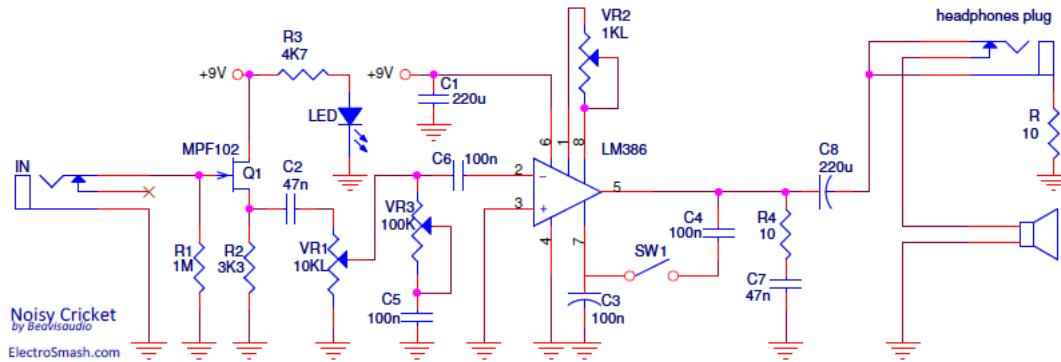 headphones plug
VR2
1KL
R3
4K7
+9V
+9V
C1
220u
LED
R
10
MPF102
IN
Q1
C2
47n
C6
100n
6
1
8
LM386
2
3
5
4
7
C8
220u
VR3
100K
VR1
10KL
R1
1M
R2
3K3
C4
100n
R4
10
SW1
C7
47n
C5
100n
C3
100n
Noisy Cricket
by Beavisaudio
ElectroSmash.com